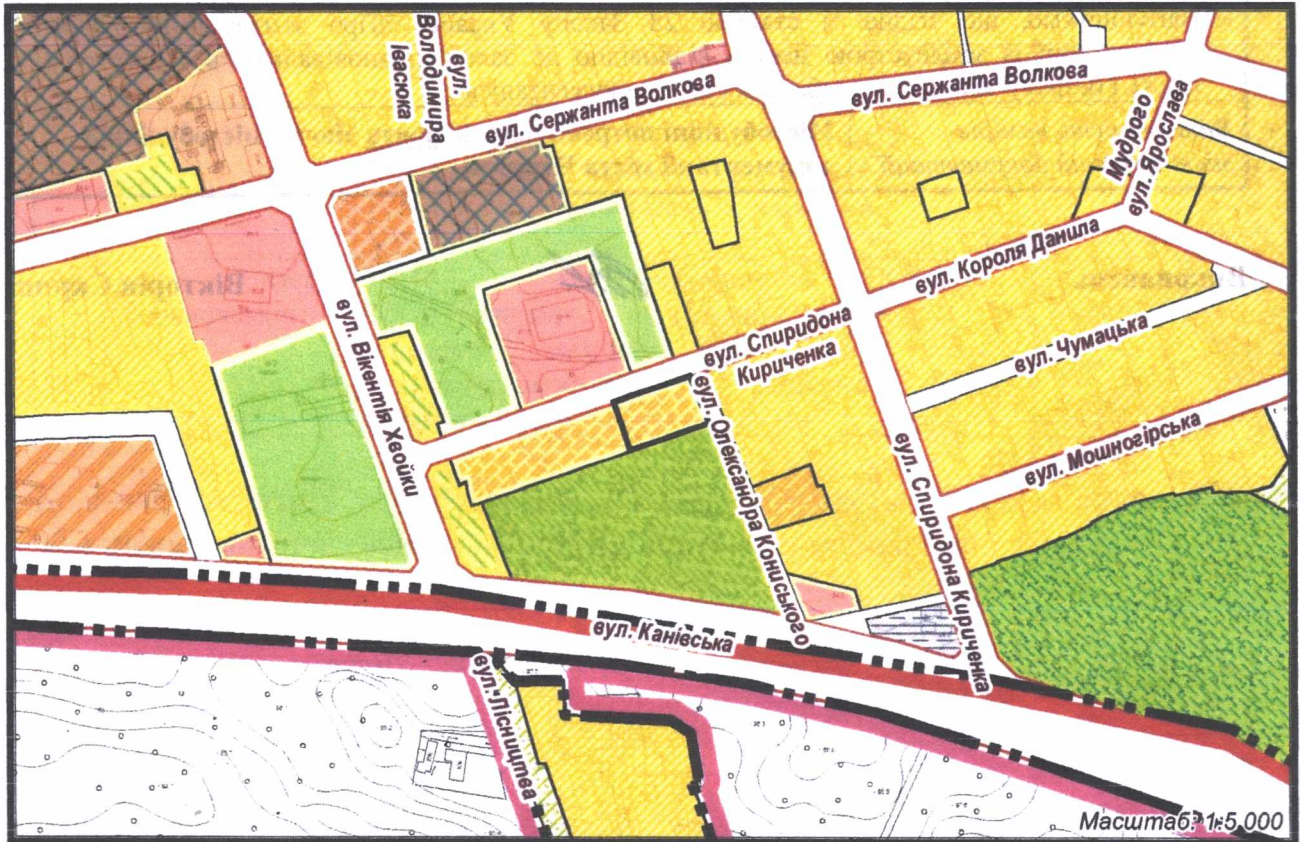 вул.
Володимира
Івасюка
вул. Сержанта Волкова
вул. Сержанта Волкова
Мудрого
вул. Ярослава
вул. Короля Данила
вул. Чумацька
вул. Мошногірська
вул. Спиридона
Кириченка
вул. Вікентія Хвойки
вул. Олександра Кониського
вул. Спиридона Кириченка
вул. Канівська
вул. Лісництва
Масштаб: 1:5 000